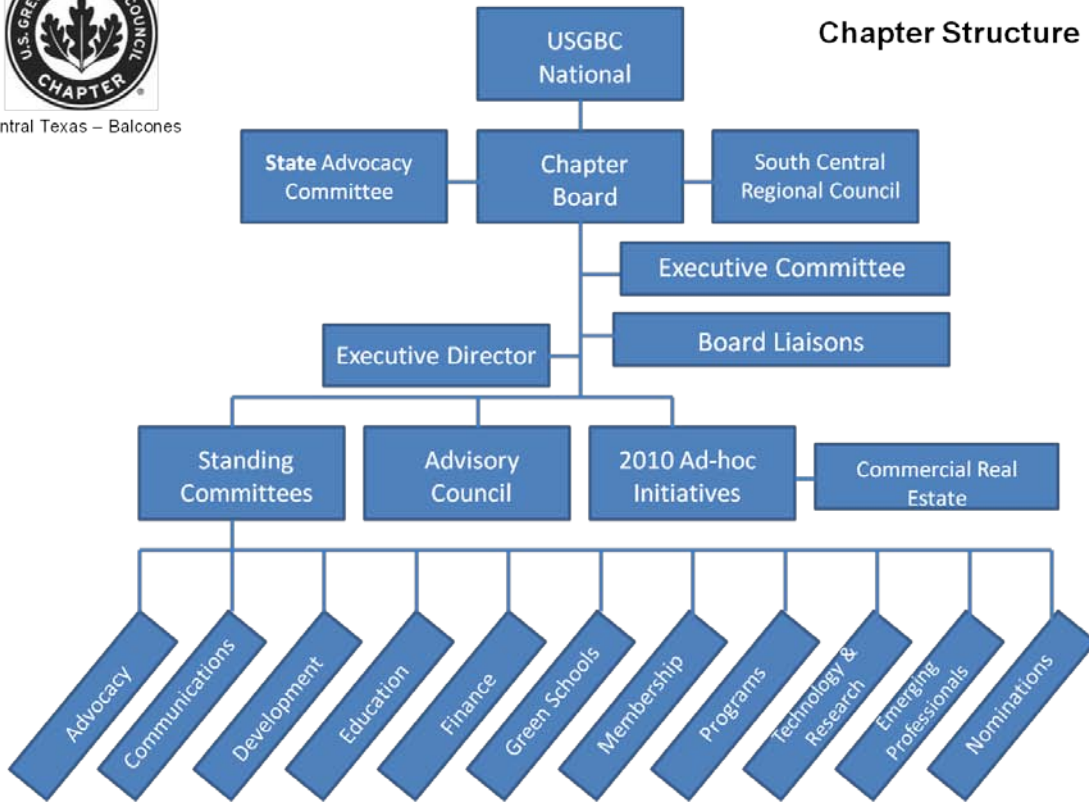 U.S. GRE
COUNCIL
CHAPTER
ntral Texas – Balcones
Chapter Structure
USGBC
National
State Advocacy
Committee
Chapter
Board
South Central
Regional Council
Executive Committee
Board Liaisons
Executive Director
Standing
Committees
Advisory
Council
2010 Ad-hoc
Initiatives
Commercial Real
Estate
Advocacy
Communications
Development
Education
Finance
Green Schools
Membership
Programs
Technology &
Research
Emerging
Professionals
Nominations